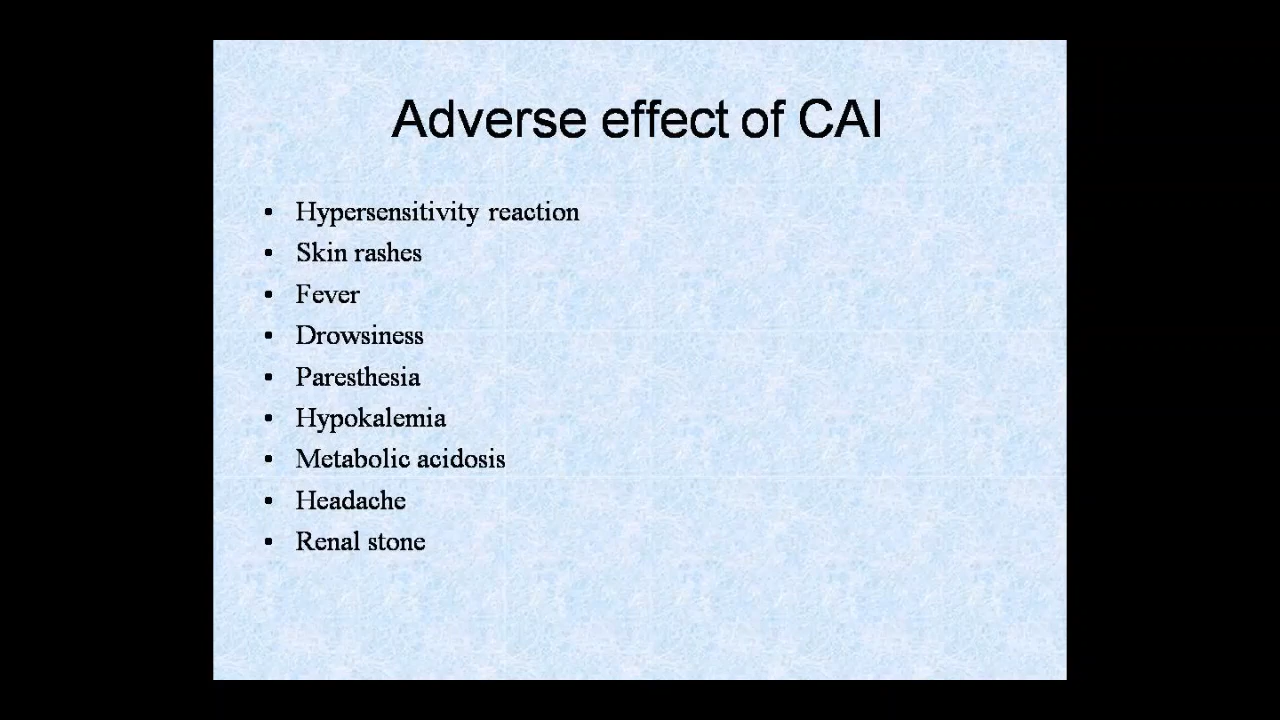 Adverse effect of CAI
• Hypersensitivity reaction
• Skin rashes
• Fever
• Drowsiness
• Paresthesia
• Hypokalemia
• Metabolic acidosis
• Headache
• Renal stone